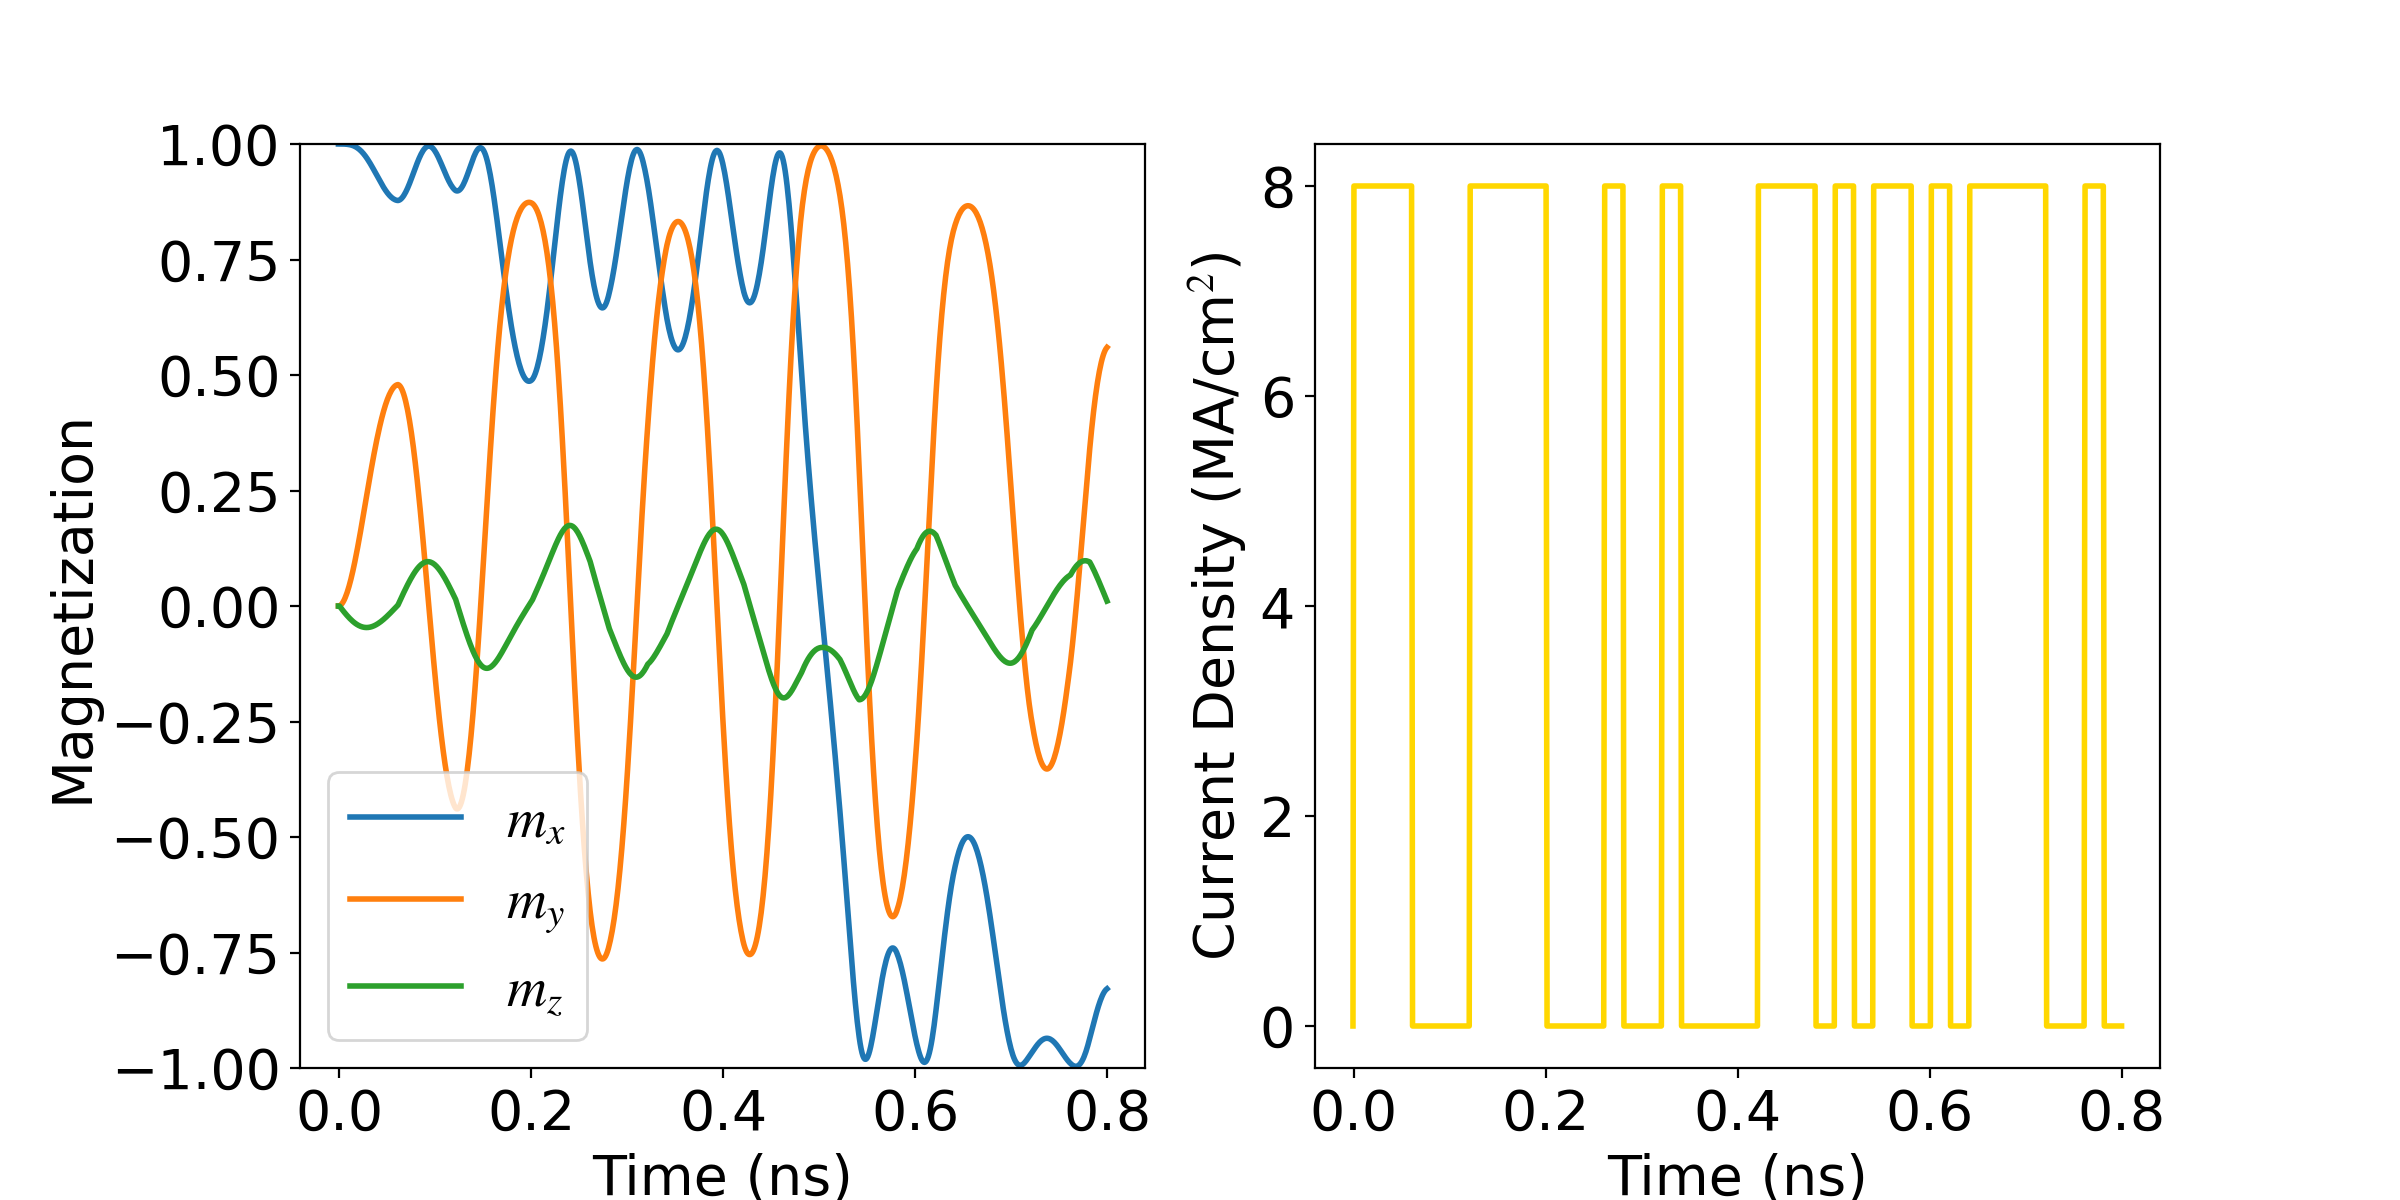 1.00
0.75
0.50
0.25
0.00
−0.25
−0.50
−0.75
−1.00
Magnetization
m_x
m_y
m_z
0.0 0.2 0.4 0.6 0.8
Time (ns)
8
6
4
2
0
Current Density (MA/cm²)
0.0 0.2 0.4 0.6 0.8
Time (ns)